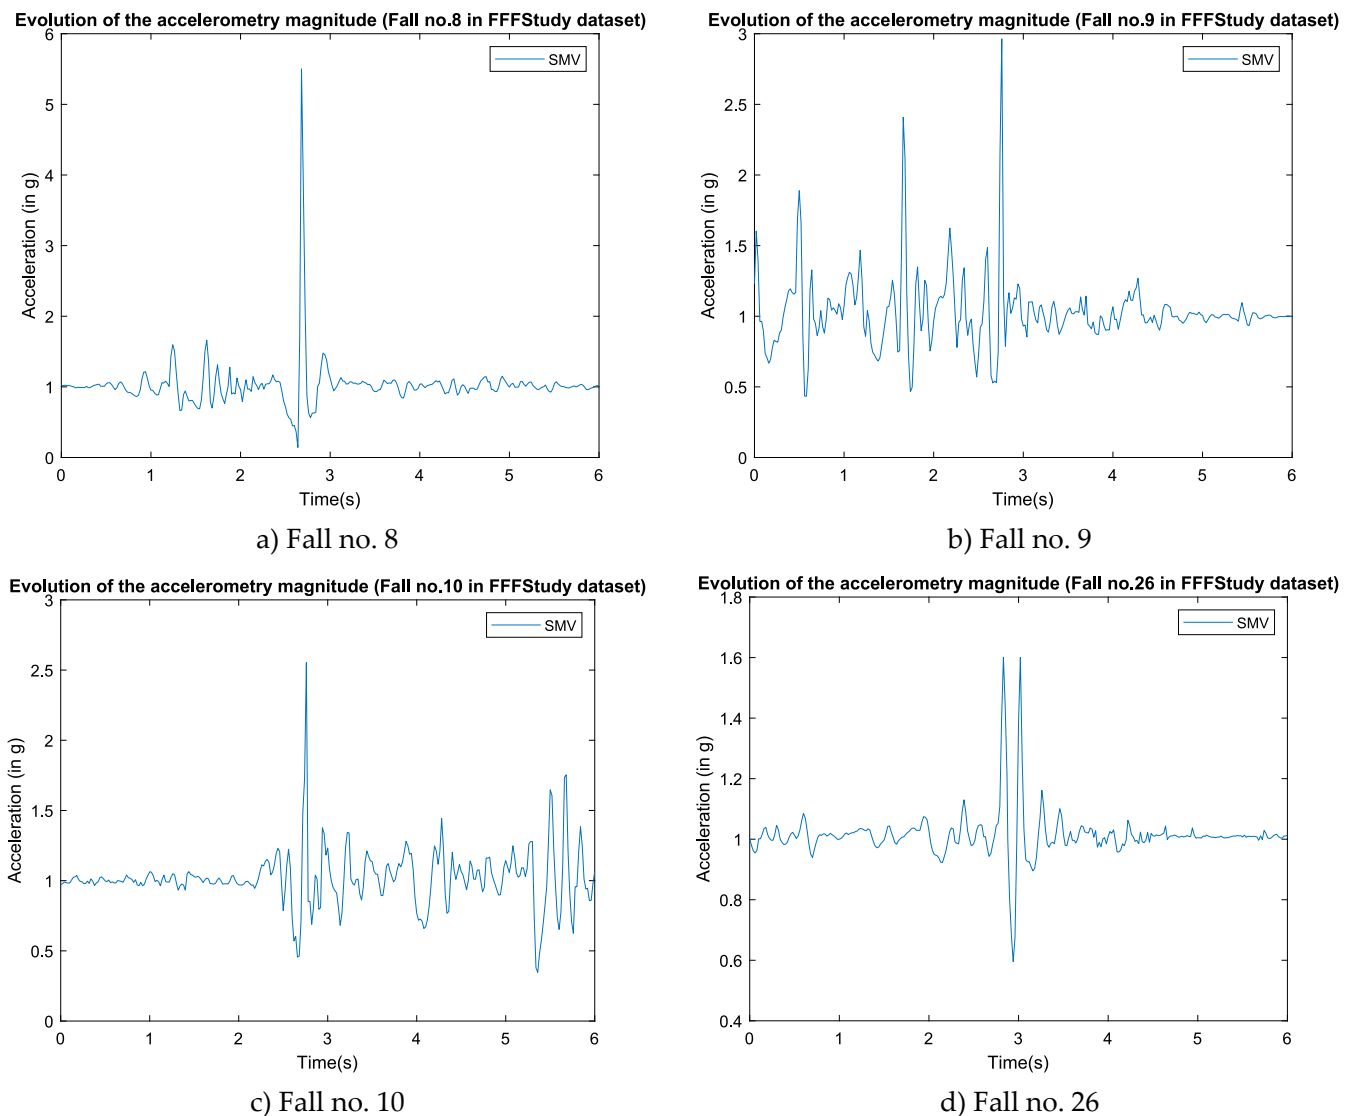 Evolution of the accelerometry magnitude (Fall no.8 in FFFStudy dataset)
6
5
4
3
2
1
0
Acceleration (in g)
SMV
0 1 2 3 4 5 6
Time(s)
a) Fall no. 8
Evolution of the accelerometry magnitude (Fall no.9 in FFFStudy dataset)
3
2.5
2
1.5
1
0.5
0
Acceleration (in g)
SMV
0 1 2 3 4 5 6
Time(s)
b) Fall no. 9
Evolution of the accelerometry magnitude (Fall no.10 in FFFStudy dataset)
3
2.5
2
1.5
1
0.5
0
Acceleration (in g)
SMV
0 1 2 3 4 5 6
Time(s)
c) Fall no. 10
Evolution of the accelerometry magnitude (Fall no.26 in FFFStudy dataset)
1.8
1.6
1.4
1.2
1
0.8
0.6
0.4
Acceleration (in g)
SMV
0 1 2 3 4 5 6
Time(s)
d) Fall no. 26